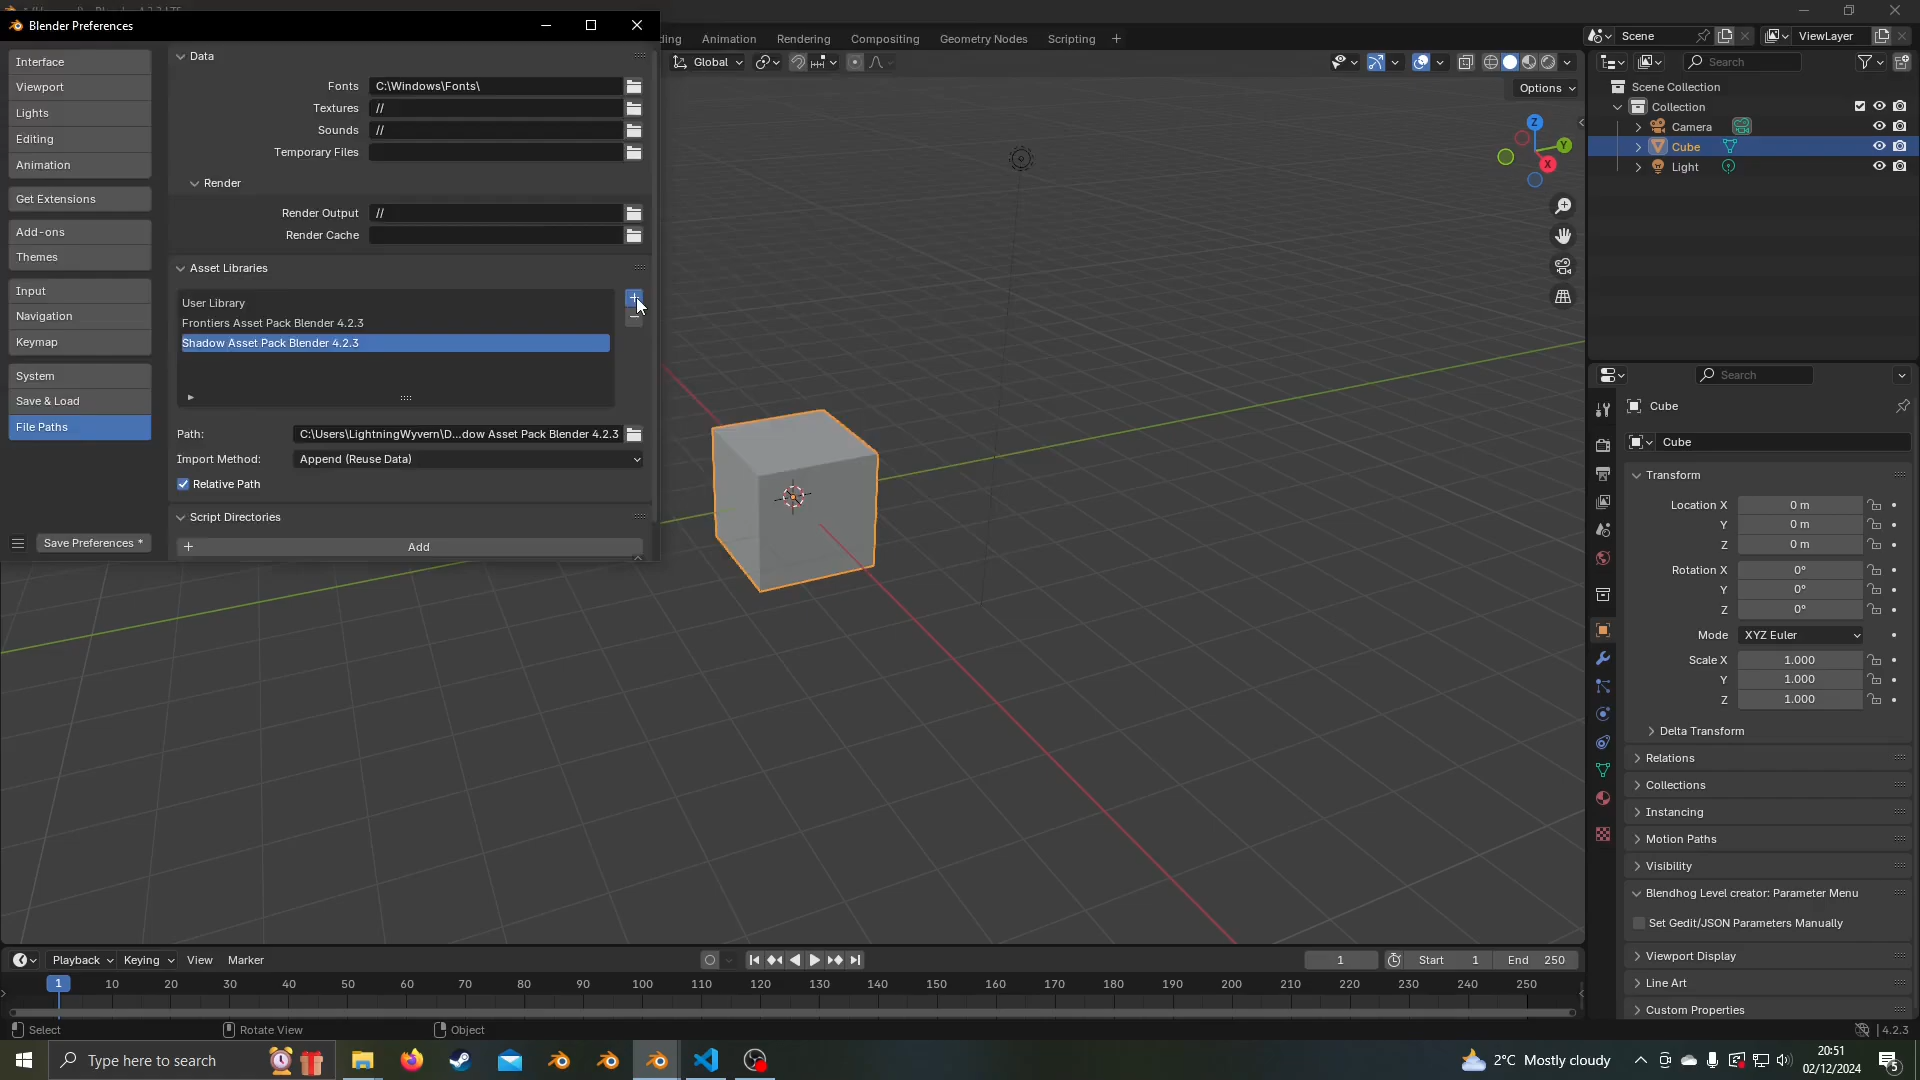 Blender Preferences
Interface
Viewport
Lights
Editing
Animation
Get Extensions
Add-ons
Themes
Input
Navigation
Keymap
System
Save & Load
File Paths
Save Preferences *
Data
Fonts C:\Windows\Fonts\
Textures //
Sounds //
Temporary Files
Render
Render Output //
Render Cache
Asset Libraries
User Library
Frontiers Asset Pack Blender 4.2.3
Shadow Asset Pack Blender 4.2.3
Path: C:\Users\LightningWyvern\D...dow Asset Pack Blender 4.2.3
Import Method: Append (Reuse Data)
Relative Path
Script Directories
Add
Animation Rendering Compositing Geometry Nodes Scripting +
Scene
ViewLayer
Global
Options
Z
Y
X
Search
Scene Collection
Collection
Camera
Cube
Light
Search
Cube
Cube
Transform
Location X 0 m
Y 0 m
Z 0 m
Rotation X 0°
Y 0°
Z 0°
Mode XYZ Euler
Scale X 1.000
Y 1.000
Z 1.000
Delta Transform
Relations
Collections
Instancing
Motion Paths
Visibility
Blendhog Level creator: Parameter Menu
Set Gedit/JSON Parameters Manually
Viewport Display
Line Art
Custom Properties
Playback Keying View Marker
1 Start 1 End 250
1 10 20 30 40 50 60 70 80 90 100 110 120 130 140 150 160 170 180 190 200 210 220 230 240 250
Select Rotate View Object
4.2.3
Type here to search
2°C Mostly cloudy
20:51
02/12/2024
5